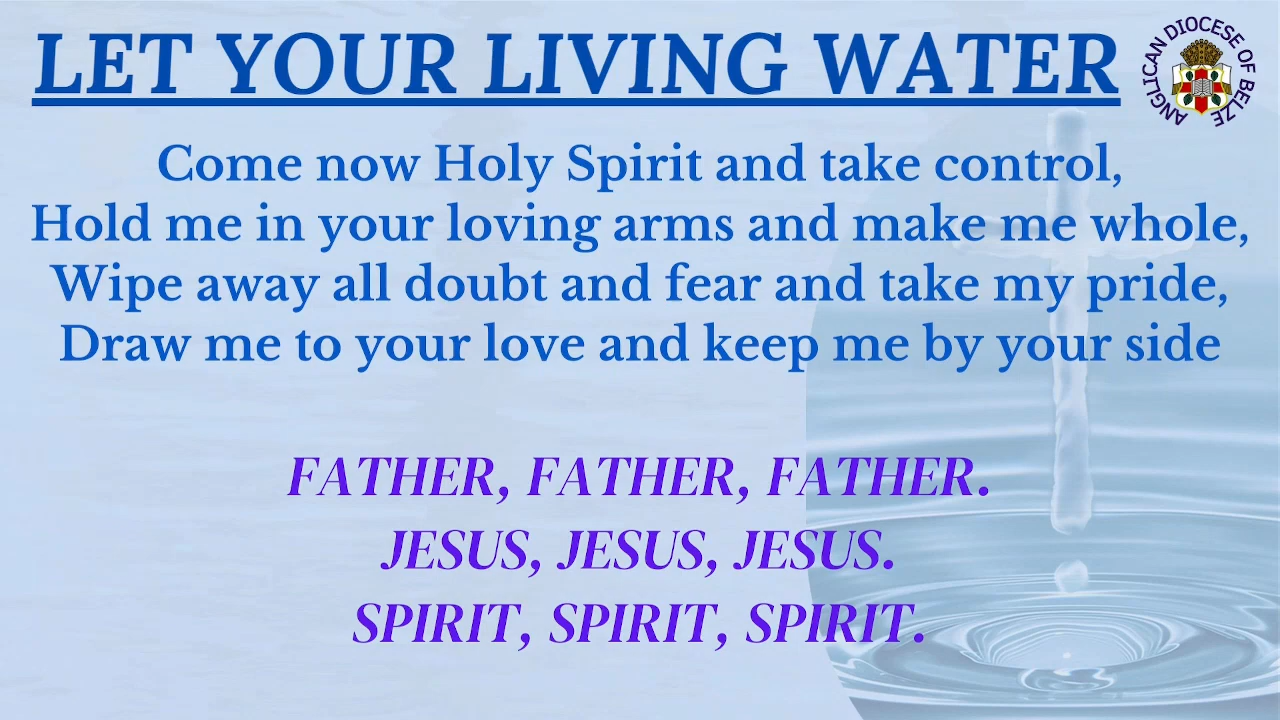 LET YOUR LIVING WATER
ANGLICAN DIOCESE OF BELZE
Come now Holy Spirit and take control,
Hold me in your loving arms and make me whole,
Wipe away all doubt and fear and take my pride,
Draw me to your love and keep me by your side
FATHER, FATHER, FATHER.
JESUS, JESUS, JESUS.
SPIRIT, SPIRIT, SPIRIT.